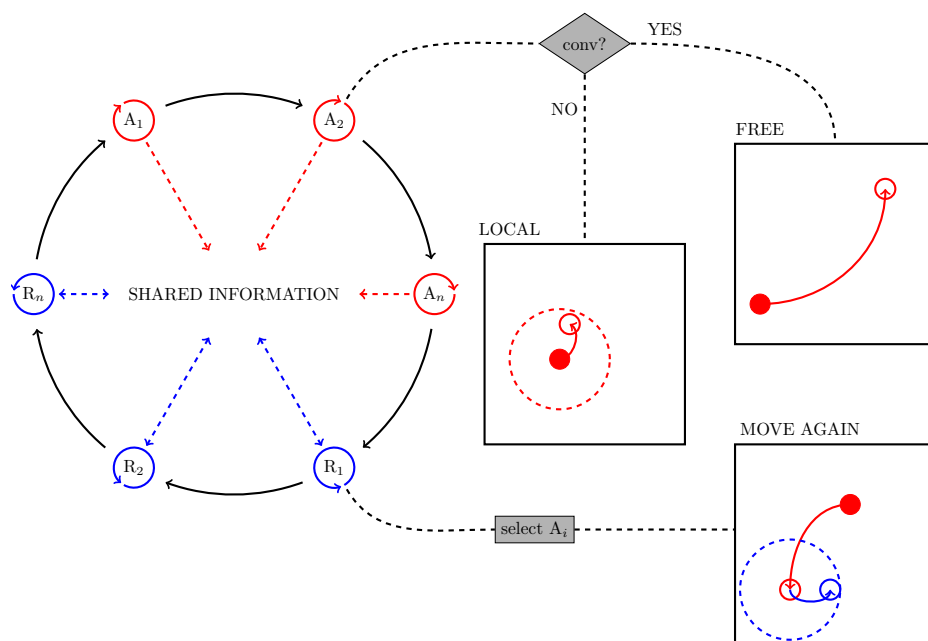 conv?
YES
NO
A₁
A₂
FREE
LOCAL
Rₙ
SHARED INFORMATION
Aₙ
MOVE AGAIN
R₂
R₁
select Aᵢ